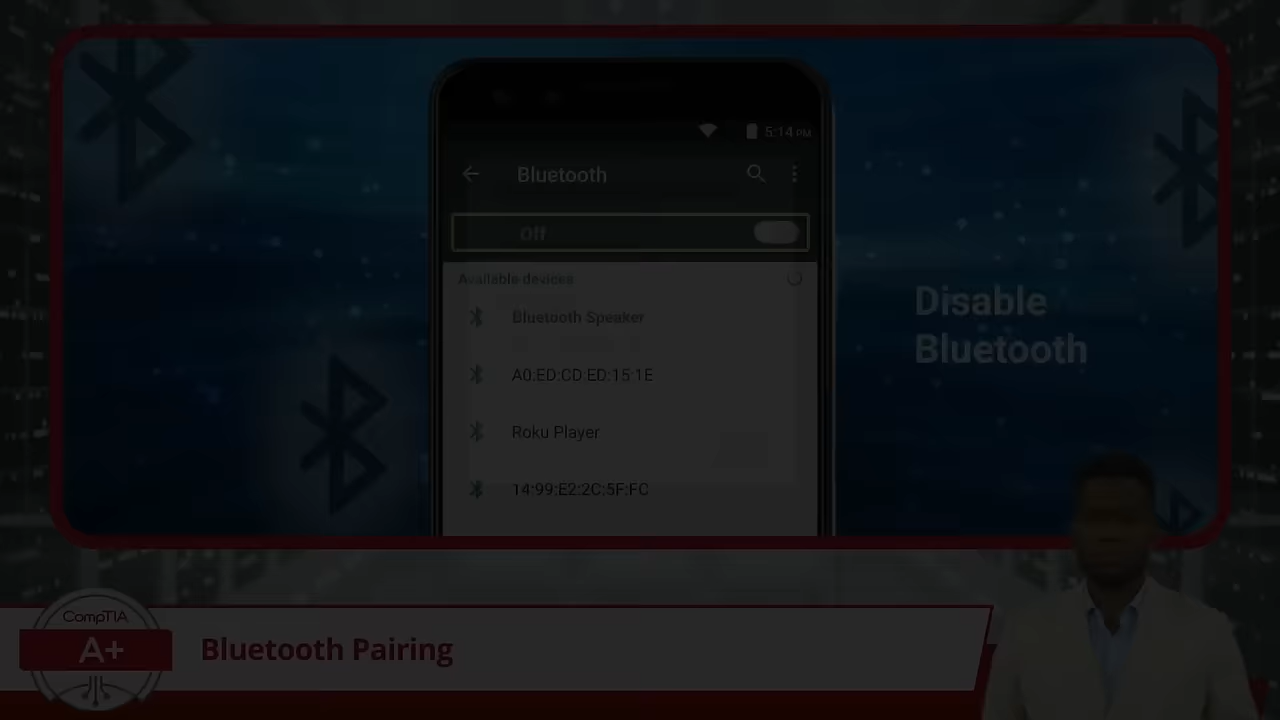 5:14 PM
Bluetooth
Off
Available devices
Bluetooth Speaker
A0:ED:CD:ED:15:1E
Roku Player
14:99:E2:2C:5F:FC
Disable
Bluetooth
CompTIA
A+
Bluetooth Pairing